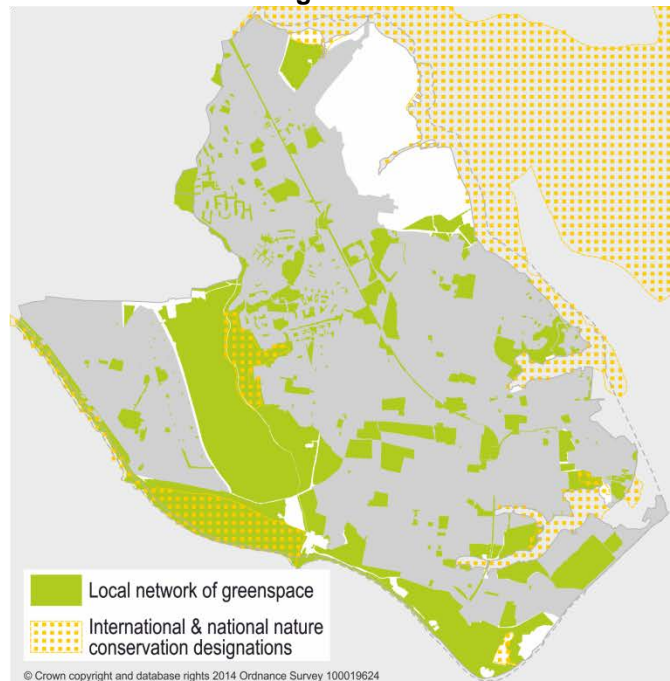 Local network of greenspace
International & national nature
conservation designations
© Crown copyright and database rights 2014 Ordnance Survey 100019624